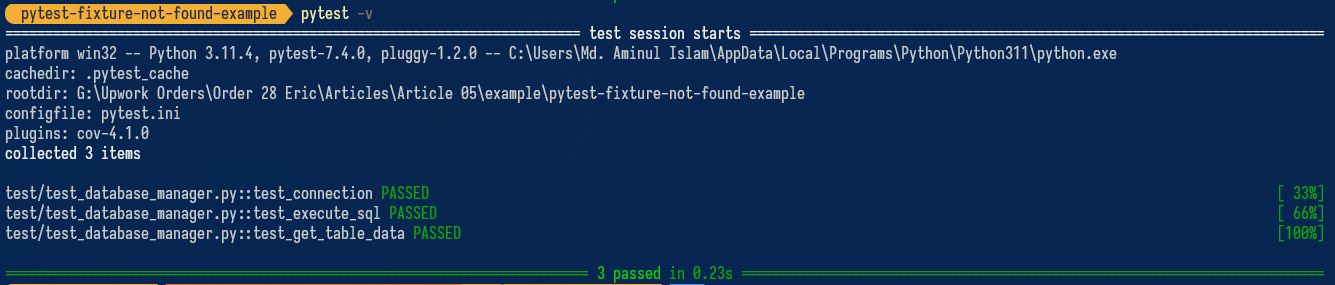 pytest-fixture-not-found-example pytest -v
============================= test session starts =============================
platform win32 -- Python 3.11.4, pytest-7.4.0, pluggy-1.2.0 -- C:\Users\Md. Aminul Islam\AppData\Local\Programs\Python\Python311\python.exe
cachedir: .pytest_cache
rootdir: G:\Upwork Orders\Order 28 Eric\Articles\Article 05\example\pytest-fixture-not-found-example
configfile: pytest.ini
plugins: cov-4.1.0
collected 3 items
test/test_database_manager.py::test_connection PASSED [ 33%]
test/test_database_manager.py::test_execute_sql PASSED [ 66%]
test/test_database_manager.py::test_get_table_data PASSED [100%]
============================= 3 passed in 0.23s =============================